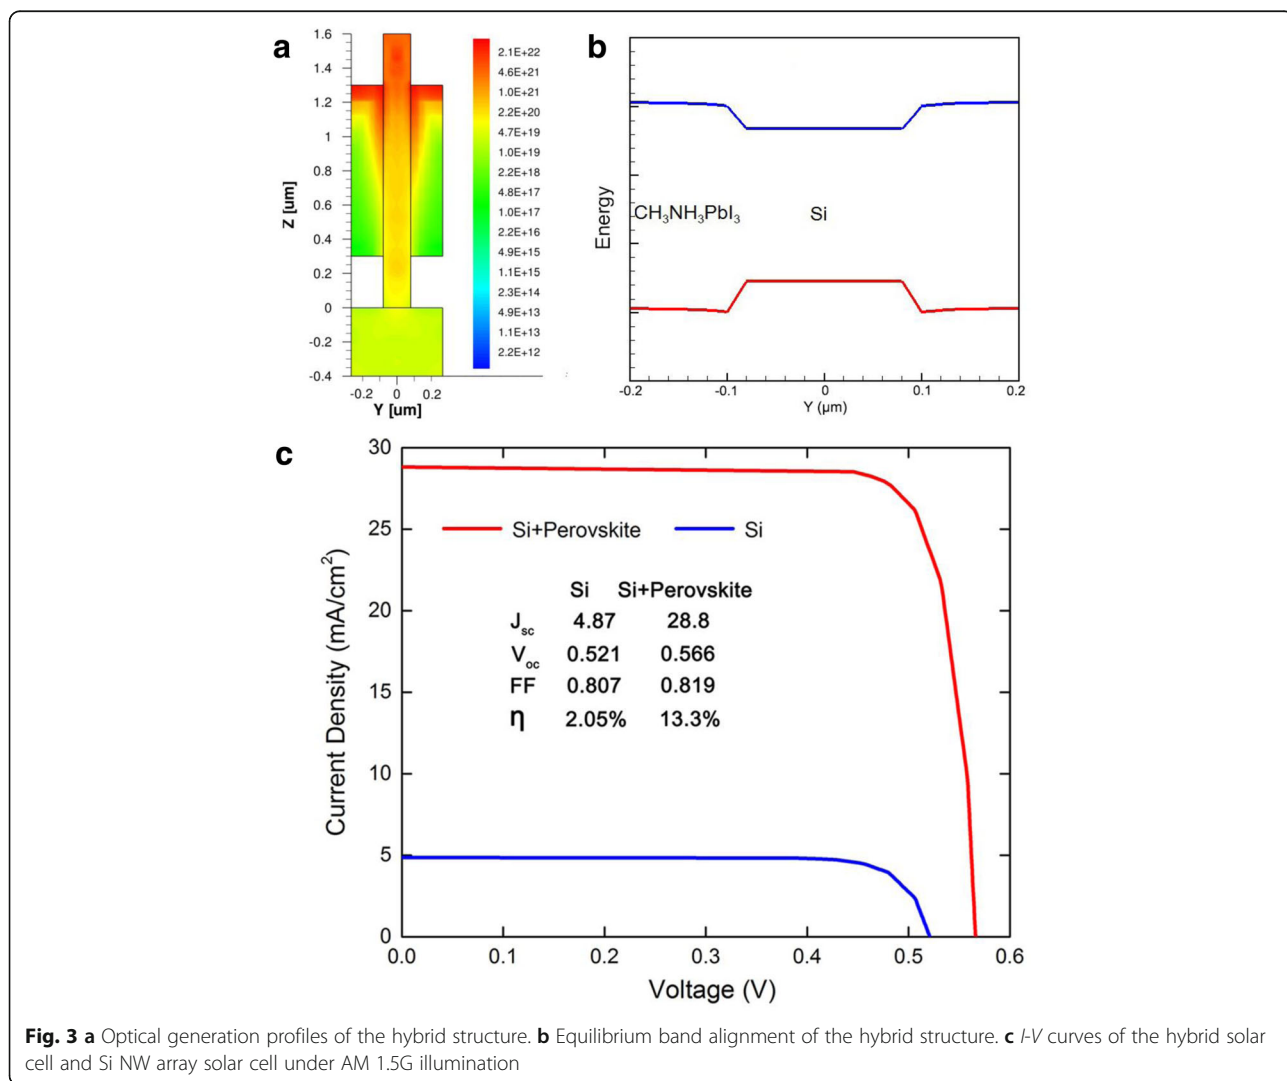 a
1.6
1.4
1.2
1
0.8
0.6
0.4
0.2
0
-0.2
-0.4
Z [um]
-0.2 0 0.2
Y [um]
2.1E+22
4.6E+21
1.0E+21
2.2E+20
4.7E+19
1.0E+19
2.2E+18
4.8E+17
1.0E+17
2.2E+16
4.9E+15
1.1E+15
2.3E+14
4.9E+13
1.1E+13
2.2E+12
b
Energy
CH₃NH₃PbI₃ Si
-0.2 -0.1 0 0.1 0.2
Y (μm)
c
30
25
20
15
10
5
0
Current Density (mA/cm²)
Si+Perovskite Si
Si Si+Perovskite
Jsc 4.87 28.8
Voc 0.521 0.566
FF 0.807 0.819
η 2.05% 13.3%
0.0 0.1 0.2 0.3 0.4 0.5 0.6
Voltage (V)
Fig. 3 a Optical generation profiles of the hybrid structure. b Equilibrium band alignment of the hybrid structure. c I-V curves of the hybrid solar
cell and Si NW array solar cell under AM 1.5G illumination